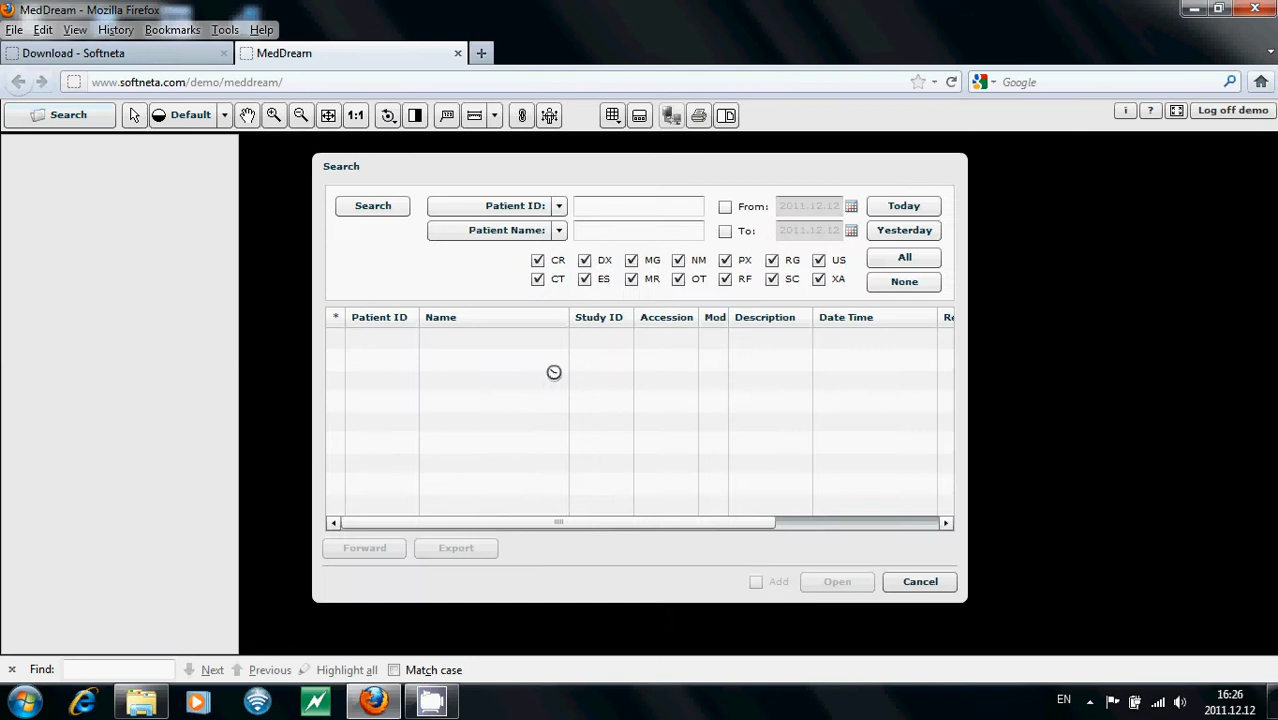 MedDream - Mozilla Firefox
File Edit View History Bookmarks Tools Help
Download - Softneta MedDream
www.softneta.com/demo/meddream/ Google
Search Default 1:1 i ? Log off demo
Search
Search Patient ID: From: 2011.12.12 Today
Patient Name: To: 2011.12.12 Yesterday
CR DX MG NM PX RG US All
CT ES MR OT RF SC XA None
* Patient ID Name Study ID Accession Mod Description Date Time Re
Forward Export
Add Open Cancel
Find: Next Previous Highlight all Match case
EN 16:26
2011.12.12